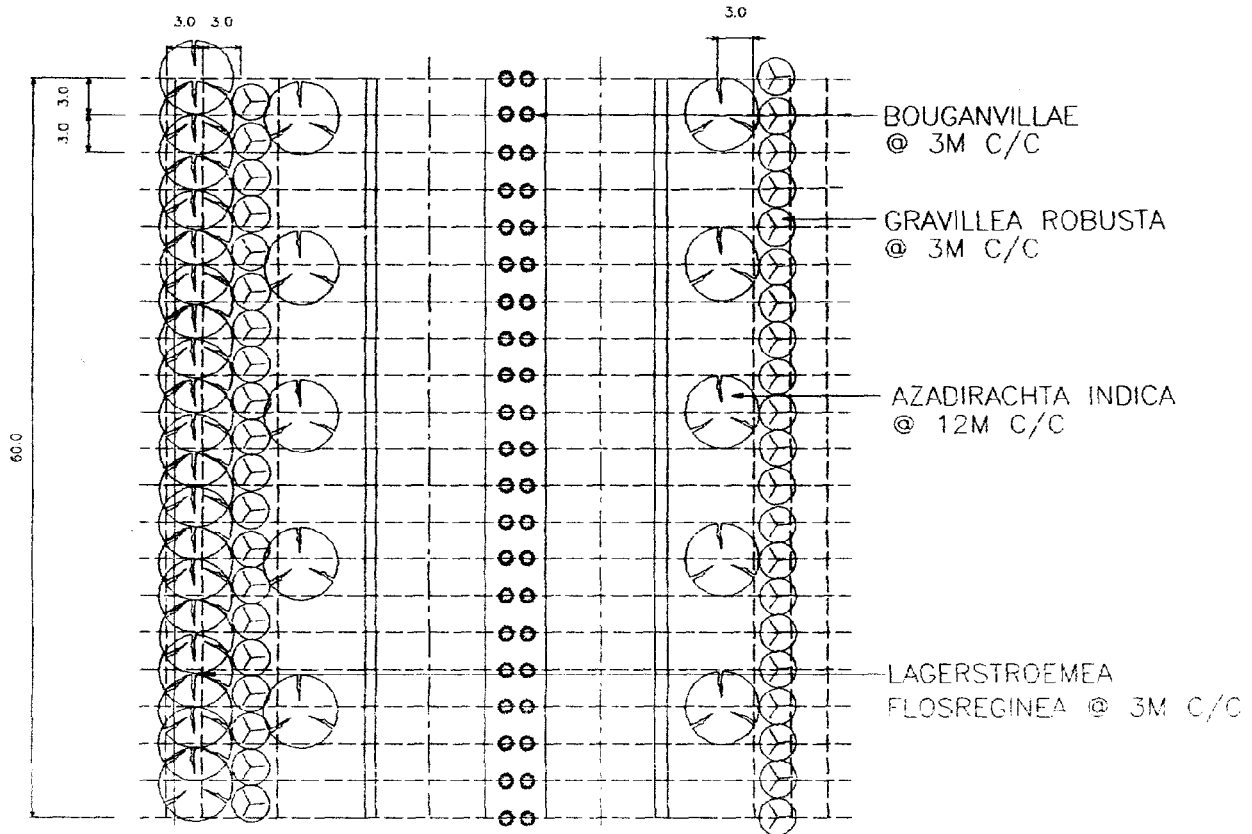 3.0 3.0
3.0
3.0
3.0
60.0
BOUGANVILLAE
@ 3M C/C
GRAVILLEA ROBUSTA
@ 3M C/C
AZADIRACHTA INDICA
@ 12M C/C
LAGERSTROEMEA
FLOSREGINEA @ 3M C/C